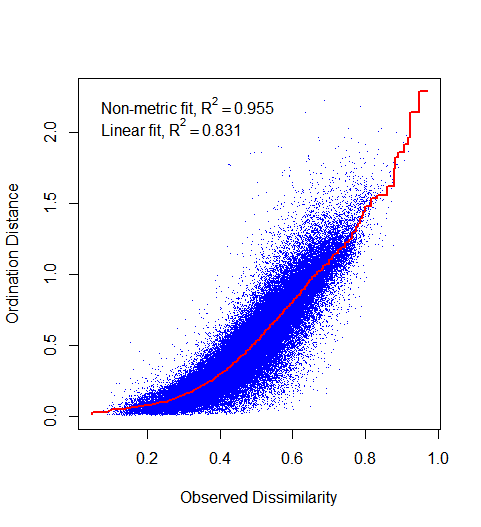 Non-metric fit, R² = 0.955
Linear fit, R² = 0.831
Ordination Distance
2.0
1.5
1.0
0.5
0.0
0.2 0.4 0.6 0.8 1.0
Observed Dissimilarity